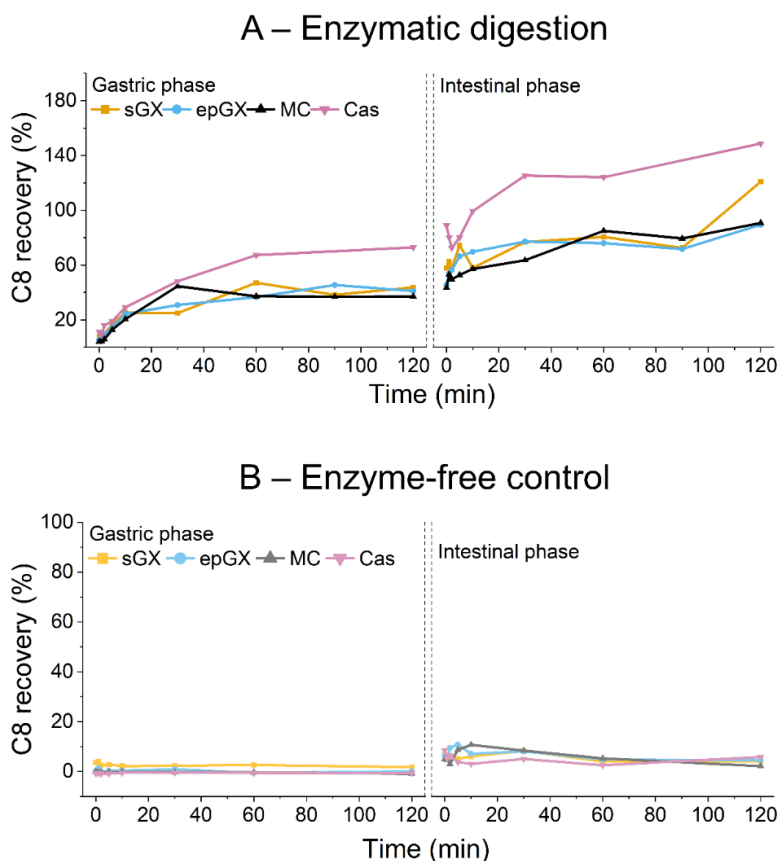 A – Enzymatic digestion
Gastric phase
sGX epGX MC Cas
Intestinal phase
C8 recovery (%)
180
140
100
60
20
0 20 40 60 80 100 120 0 20 40 60 80 100 120
Time (min)
B – Enzyme-free control
Gastric phase
sGX epGX MC Cas
Intestinal phase
C8 recovery (%)
100
80
60
40
20
0
0 20 40 60 80 100 120 0 20 40 60 80 100 120
Time (min)